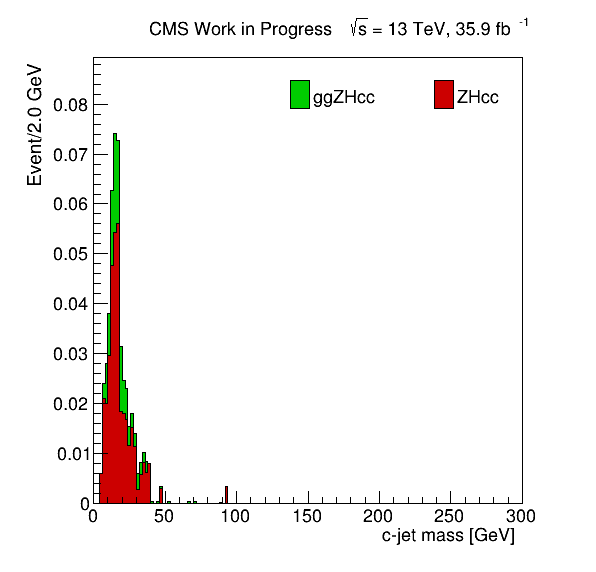 CMS Work in Progress √s = 13 TeV, 35.9 fb -1
Event/2.0 GeV
ggZHcc ZHcc
0.08
0.07
0.06
0.05
0.04
0.03
0.02
0.01
0
0 50 100 150 200 250 300
c-jet mass [GeV]